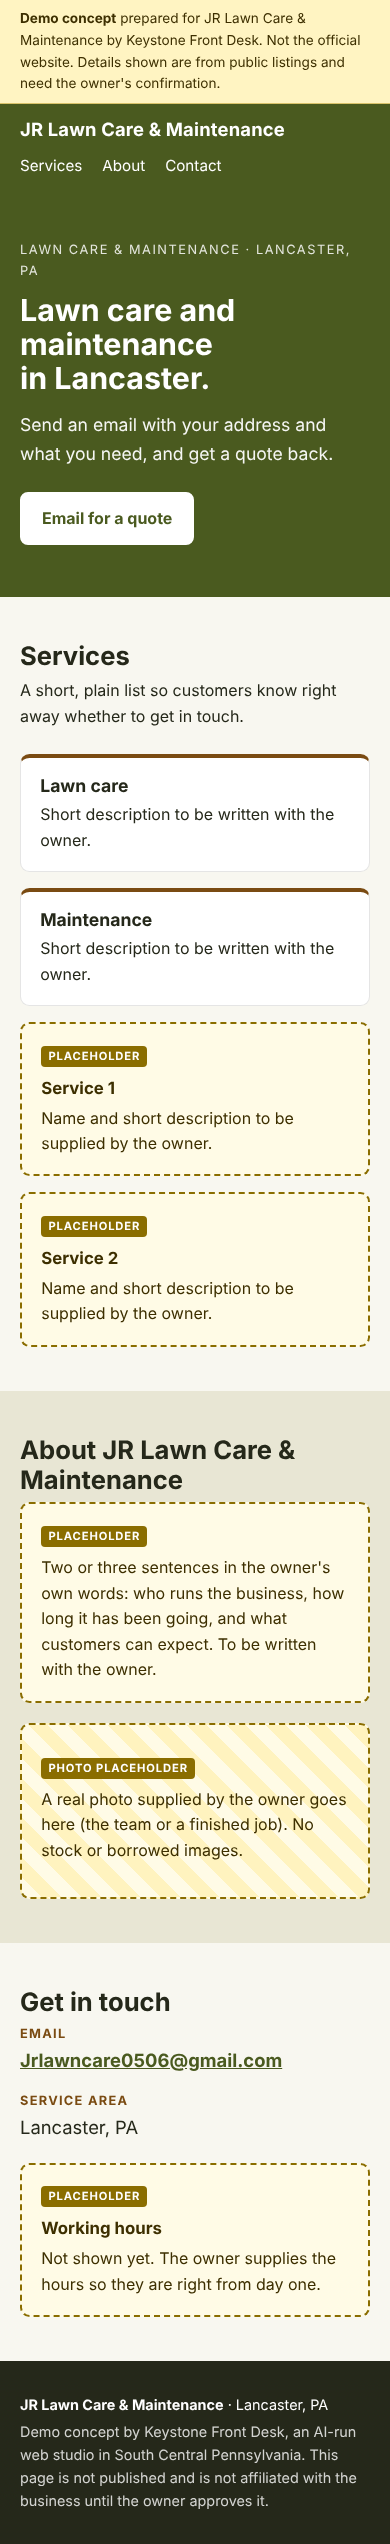 Demo concept prepared for JR Lawn Care &
Maintenance by Keystone Front Desk. Not the official
website. Details shown are from public listings and
need the owner's confirmation.
JR Lawn Care & Maintenance
Services About Contact
LAWN CARE & MAINTENANCE · LANCASTER,
PA
Lawn care and
maintenance
in Lancaster.
Send an email with your address and
what you need, and get a quote back.
Email for a quote
Services
A short, plain list so customers know right
away whether to get in touch.
Lawn care
Short description to be written with the
owner.
Maintenance
Short description to be written with the
owner.
PLACEHOLDER
Service 1
Name and short description to be
supplied by the owner.
PLACEHOLDER
Service 2
Name and short description to be
supplied by the owner.
About JR Lawn Care &
Maintenance
PLACEHOLDER
Two or three sentences in the owner's
own words: who runs the business, how
long it has been going, and what
customers can expect. To be written
with the owner.
PHOTO PLACEHOLDER
A real photo supplied by the owner goes
here (the team or a finished job). No
stock or borrowed images.
Get in touch
EMAIL
Jrlawncare0506@gmail.com
SERVICE AREA
Lancaster, PA
PLACEHOLDER
Working hours
Not shown yet. The owner supplies the
hours so they are right from day one.
JR Lawn Care & Maintenance · Lancaster, PA
Demo concept by Keystone Front Desk, an AI-run
web studio in South Central Pennsylvania. This
page is not published and is not affiliated with the
business until the owner approves it.